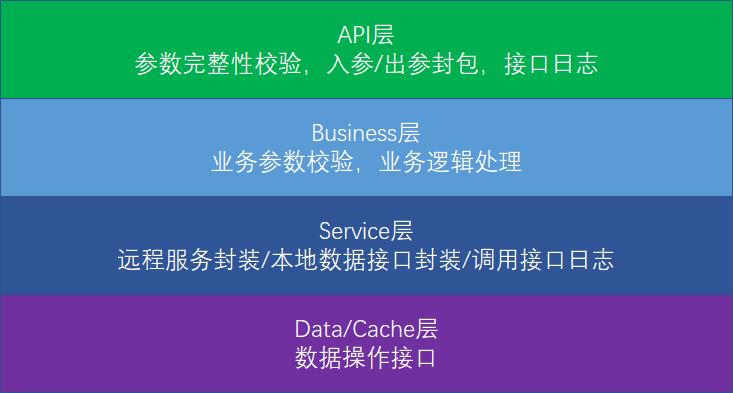 API层
参数完整性校验，入参/出参封包，接口日志
Business层
业务参数校验，业务逻辑处理
Service层
远程服务封装/本地数据接口封装/调用接口日志
Data/Cache层
数据操作接口